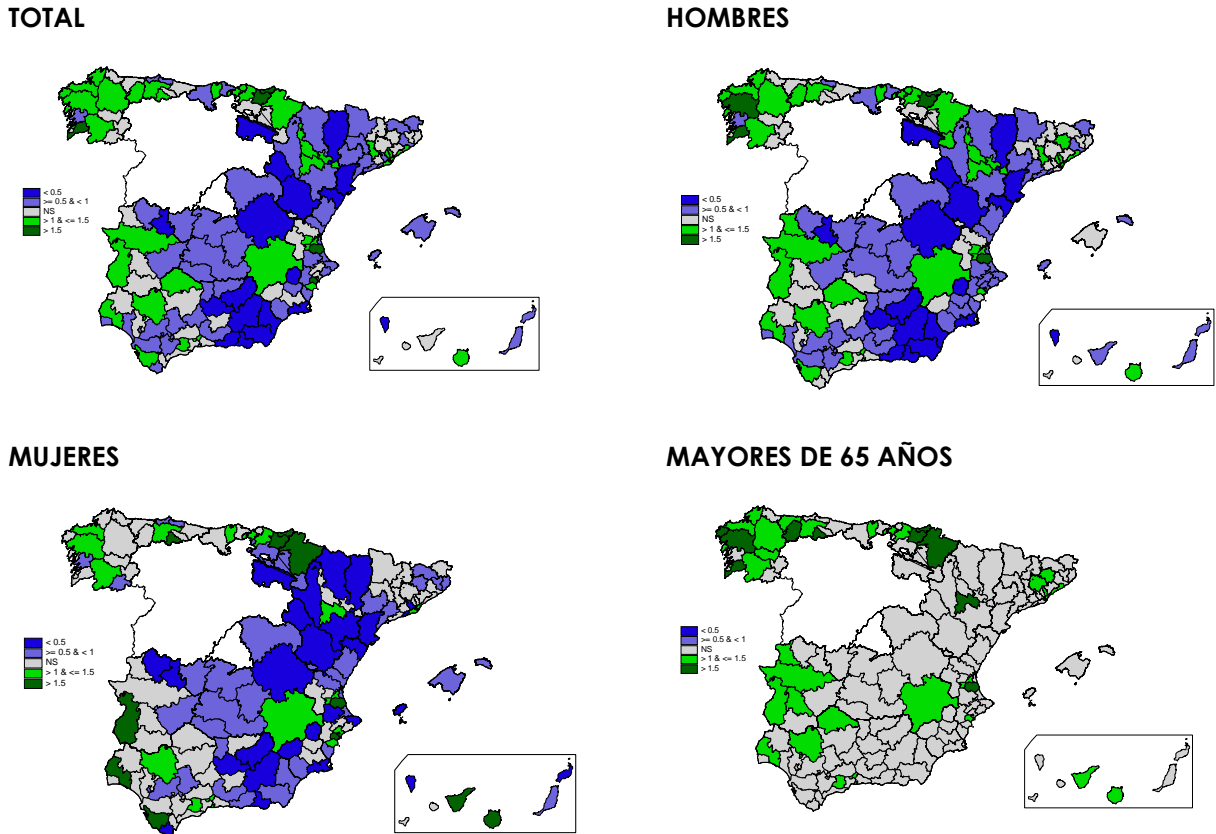 TOTAL
HOMBRES
< 0.5
>= 0.5 & < 1
NS
> 1 & <= 1.5
> 1.5
< 0.5
>= 0.5 & < 1
NS
> 1 & <= 1.5
> 1.5
MUJERES
MAYORES DE 65 AÑOS
< 0.5
>= 0.5 & < 1
NS
> 1 & <= 1.5
> 1.5
< 0.5
>= 0.5 & < 1
NS
> 1 & <= 1.5
> 1.5